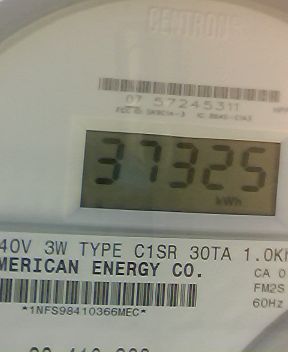 CENTRON
07 57245311
37325
kWh
40V 3W TYPE C1SR 30TA 1.0Kh
MERICAN ENERGY CO.
CA 0
FM2S
60Hz
*1NFS98410366MEC*